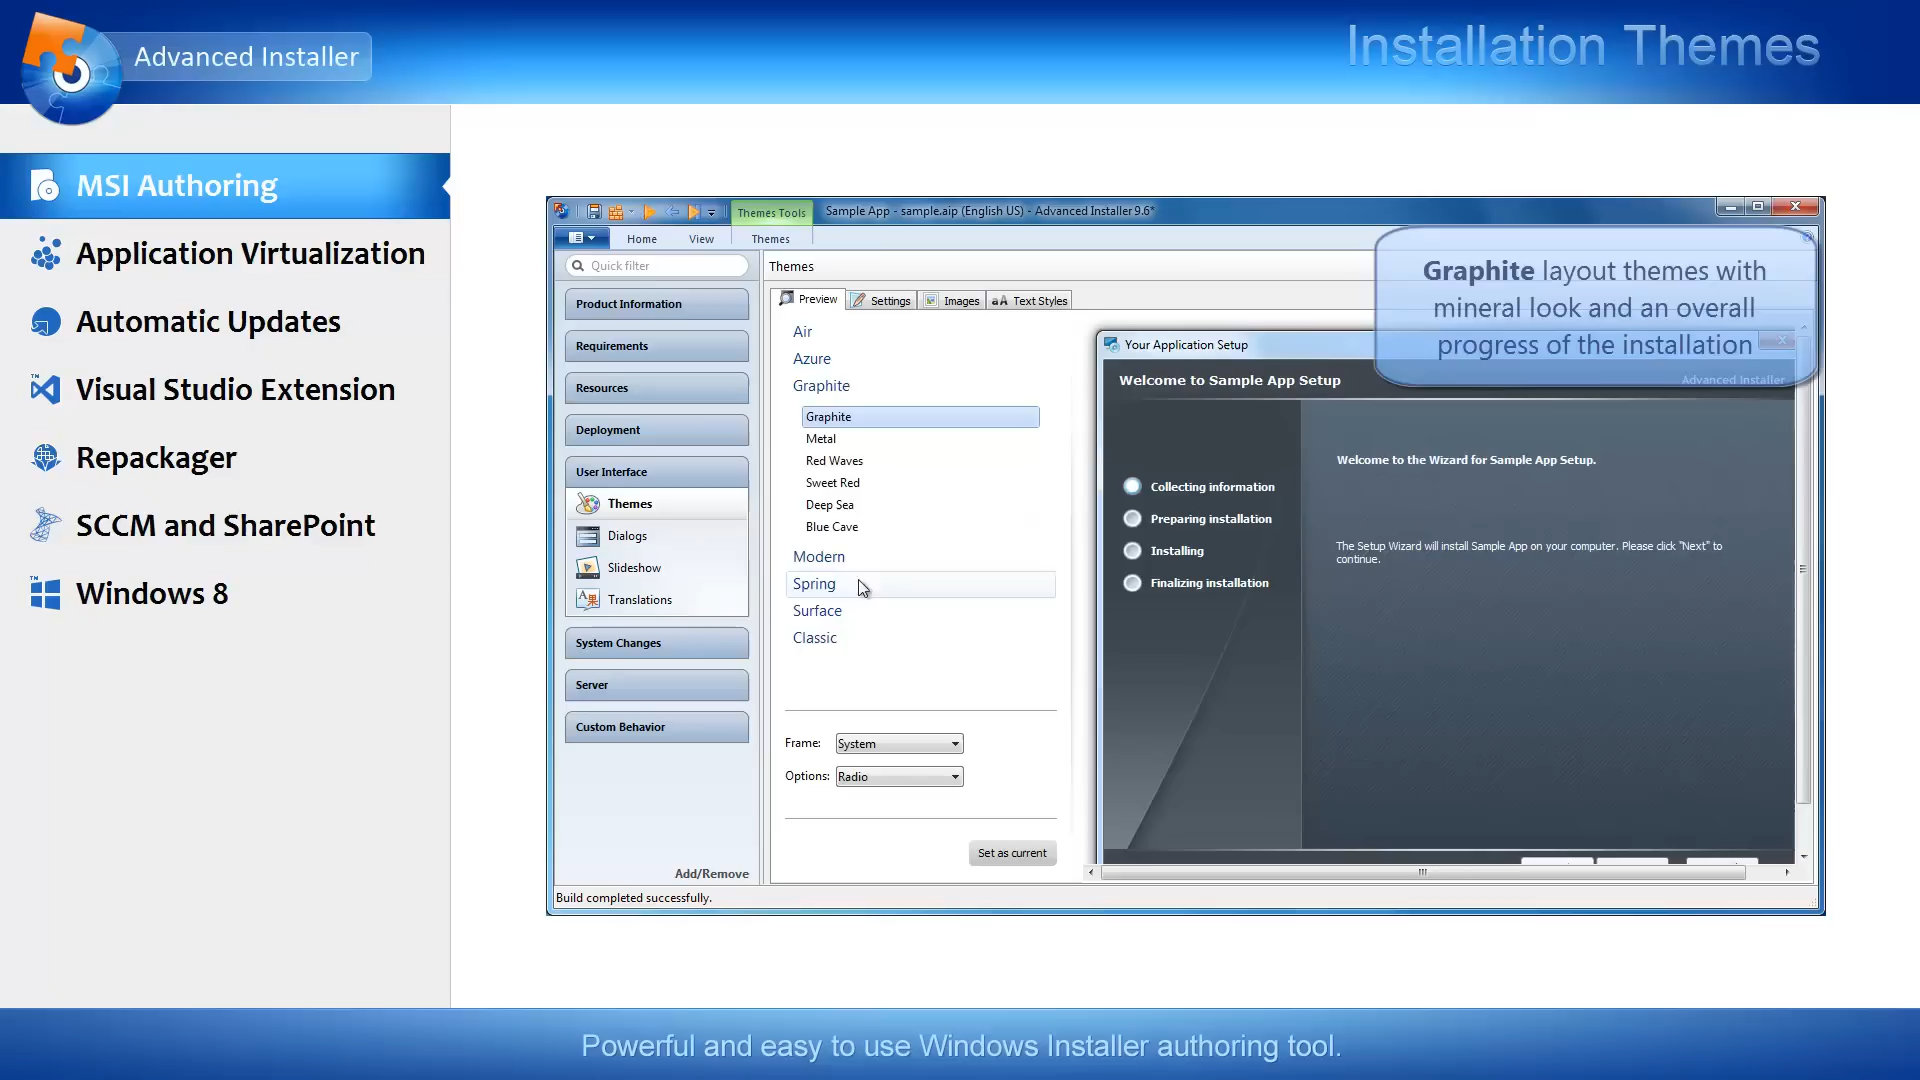 Advanced Installer
Installation Themes
MSI Authoring
Application Virtualization
Automatic Updates
Visual Studio Extension
Repackager
SCCM and SharePoint
Windows 8
Themes Tools
Sample App - sample.aip (English US) - Advanced Installer 9.6*
Home
View
Themes
Quick filter
Product Information
Requirements
Resources
Deployment
User Interface
Themes
Dialogs
Slideshow
Translations
System Changes
Server
Custom Behavior
Add/Remove
Themes
Preview
Settings
Images
aA Text Styles
Air
Azure
Graphite
Graphite
Metal
Red Waves
Sweet Red
Deep Sea
Blue Cave
Modern
Spring
Surface
Classic
Frame: System
Options: Radio
Set as current
Graphite layout themes with
mineral look and an overall
progress of the installation
Your Application Setup
Welcome to Sample App Setup
Advanced Installer
Collecting information
Preparing installation
Installing
Finalizing installation
Welcome to the Wizard for Sample App Setup.
The Setup Wizard will install Sample App on your computer. Please click "Next" to
continue.
Build completed successfully.
Powerful and easy to use Windows Installer authoring tool.